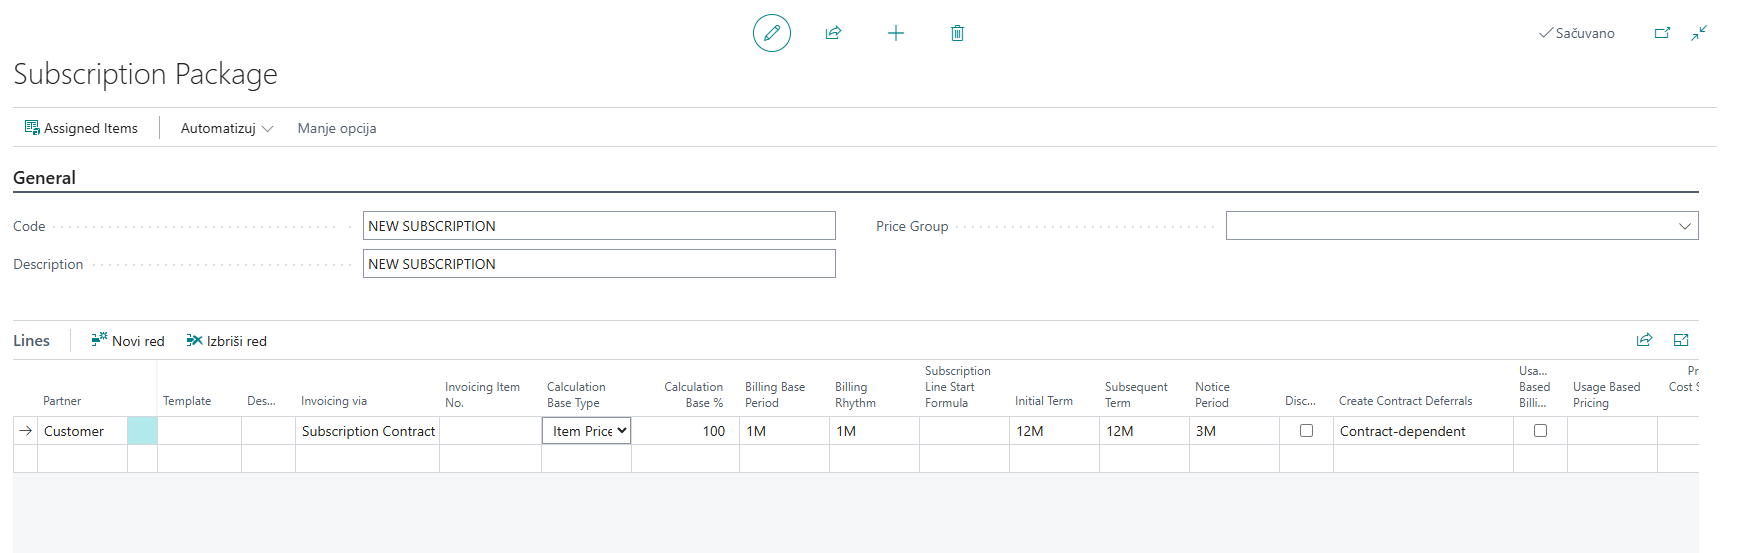 Sačuvano
Subscription Package
Assigned Items Automatizuj Manje opcija
General
Code NEW SUBSCRIPTION Price Group
Description NEW SUBSCRIPTION
Lines Novi red Izbriši red
Partner Template Des... Invoicing via Invoicing Item No. Calculation Base Type Calculation Base % Billing Base Period Billing Rhythm Subscription Line Start Formula Initial Term Subsequent Term Notice Period Disc... Create Contract Deferrals Usa... Based Billi... Usage Based Pricing Pr Cost S
Customer Subscription Contract Item Price 100 1M 1M 12M 12M 3M Contract-dependent